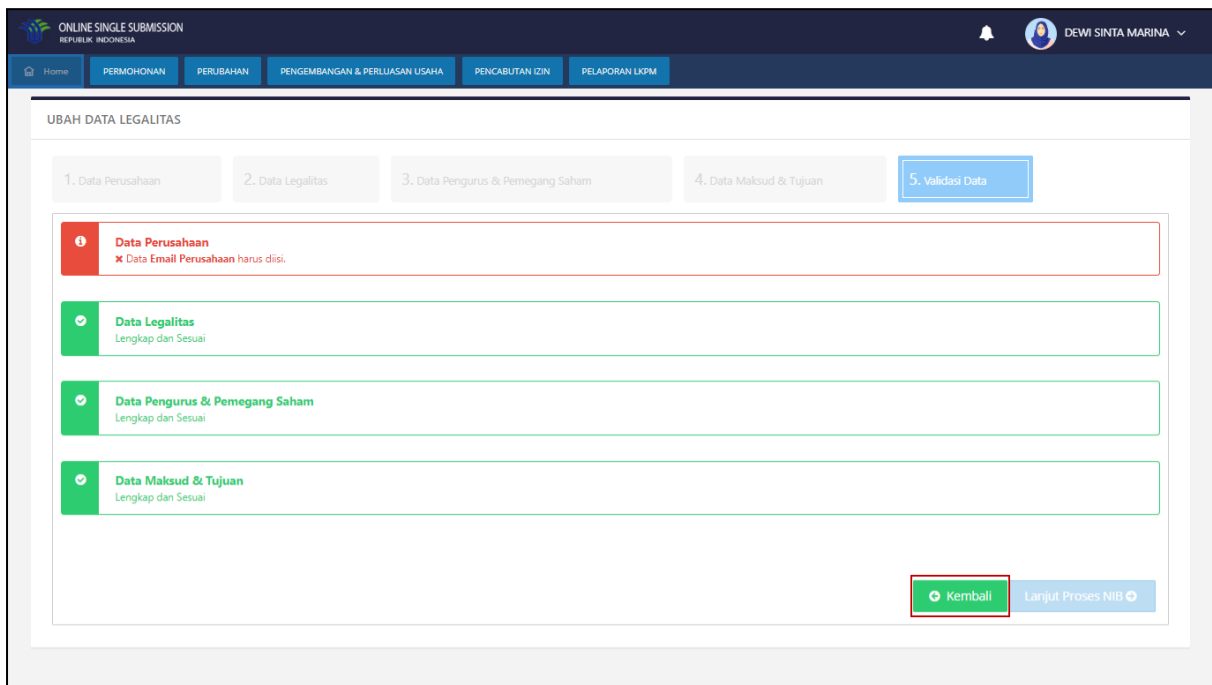 ONLINE SINGLE SUBMISSION
REPUBLIK INDONESIA
DEWI SINTA MARINA
Home PERMOHONAN PERUBAHAN PENGEMBANGAN & PERLUASAN USAHA PENCABUTAN IZIN PELAPORAN LKPM
UBAH DATA LEGALITAS
1. Data Perusahaan 2. Data Legalitas 3. Data Pengurus & Pemegang Saham 4. Data Maksud & Tujuan 5. Validasi Data
Data Perusahaan
Data Email Perusahaan harus diisi.
Data Legalitas
Lengkap dan Sesuai
Data Pengurus & Pemegang Saham
Lengkap dan Sesuai
Data Maksud & Tujuan
Lengkap dan Sesuai
Kembali Lanjut Proses NIB